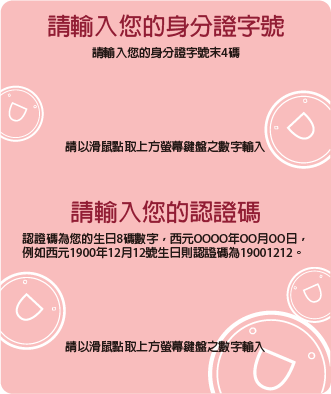 請輸入您的身分證字號
請輸入您的身分證字號末4碼
請以滑鼠點取上方螢幕鍵盤之數字輸入
請輸入您的認證碼
認證碼為您的生日8碼數字，西元OOOO年OO月OO日，
例如西元1900年12月12號生日則認證碼為19001212。
請以滑鼠點取上方螢幕鍵盤之數字輸入